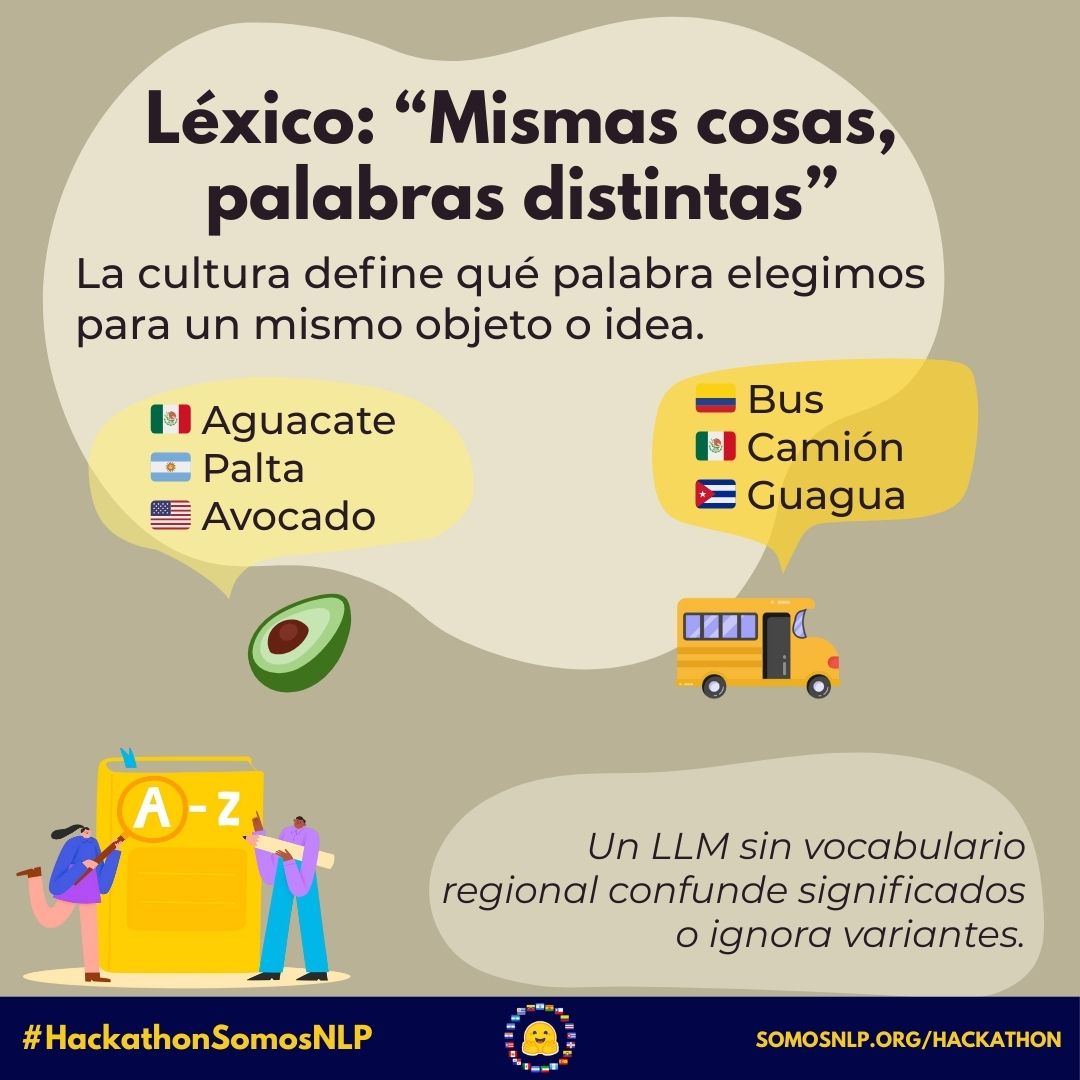 Léxico: “Mismas cosas,
palabras distintas”
La cultura define qué palabra elegimos
para un mismo objeto o idea.
Aguacate
Palta
Avocado
Bus
Camión
Guagua
A - Z
Un LLM sin vocabulario
regional confunde significados
o ignora variantes.
#HackathonSomosNLP
SOMOSNLP.ORG/HACKATHON